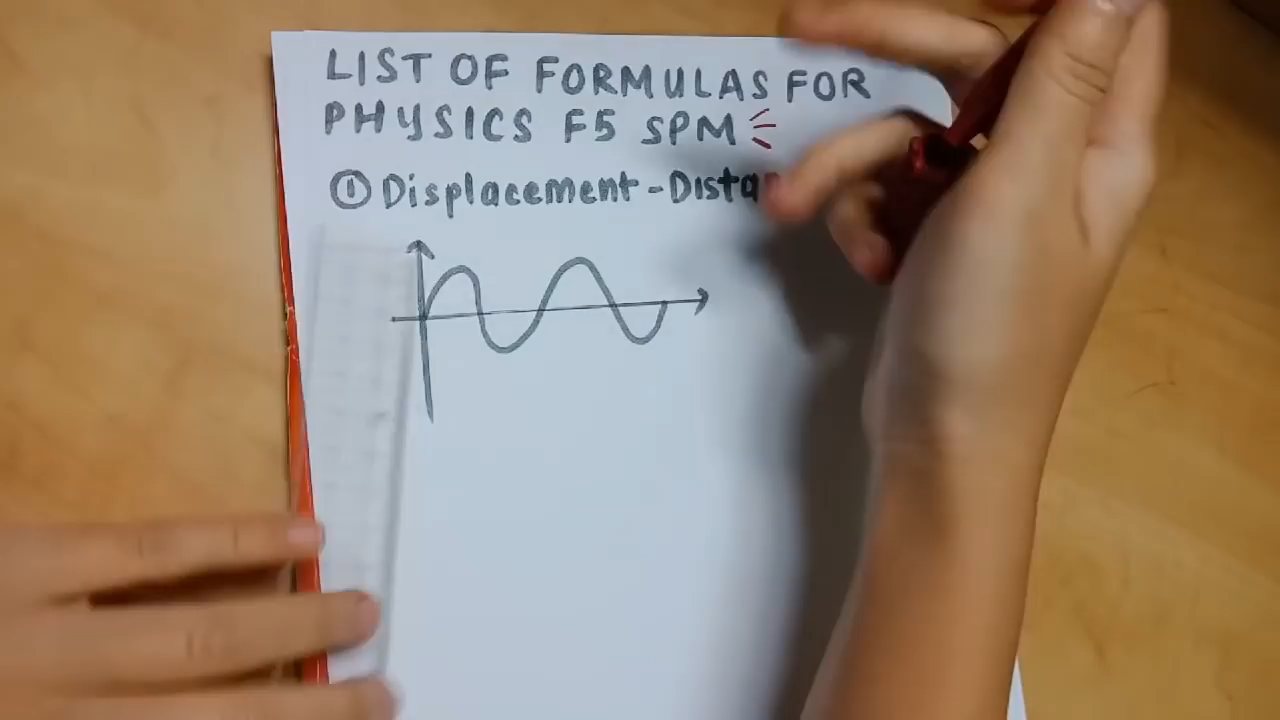 LIST OF FORMULAS FOR
PHYSICS F5 SPM
① Displacement - Dista